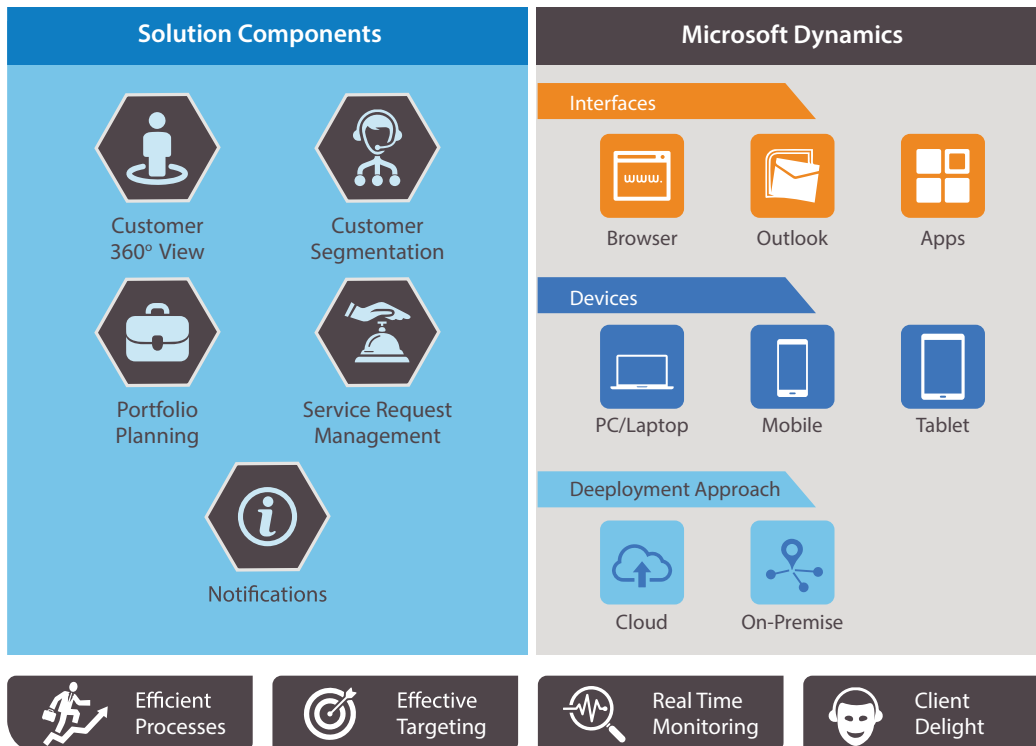 Solution Components
Customer
360° View
Customer
Segmentation
Portfolio
Planning
Service Request
Management
Notifications
Microsoft Dynamics
Interfaces
www.
Browser
Outlook
Apps
Devices
PC/Laptop
Mobile
Tablet
Deeployment Approach
Cloud
On-Premise
Efficient
Processes
Effective
Targeting
Real Time
Monitoring
Client
Delight